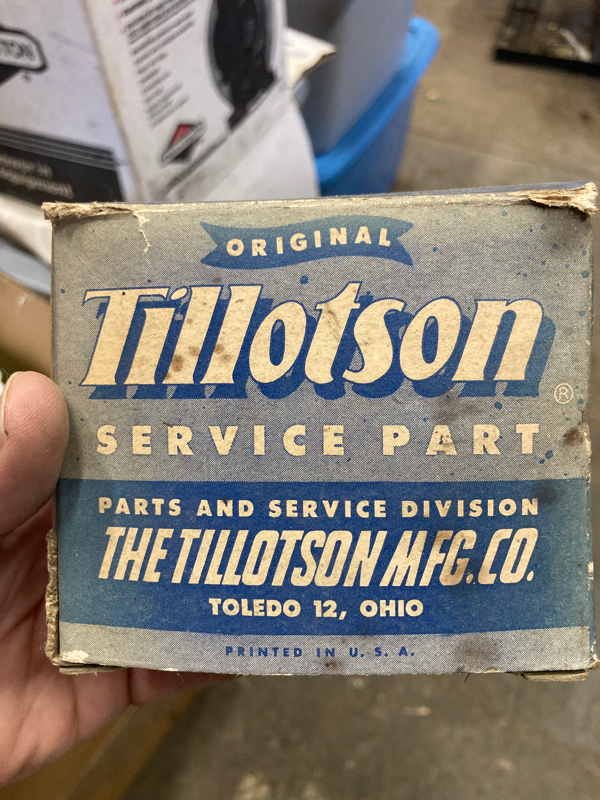 ORIGINAL
Tillotson
®
SERVICE PART
PARTS AND SERVICE DIVISION
THE TILLOTSON MFG.CO.
TOLEDO 12, OHIO
PRINTED IN U. S. A.